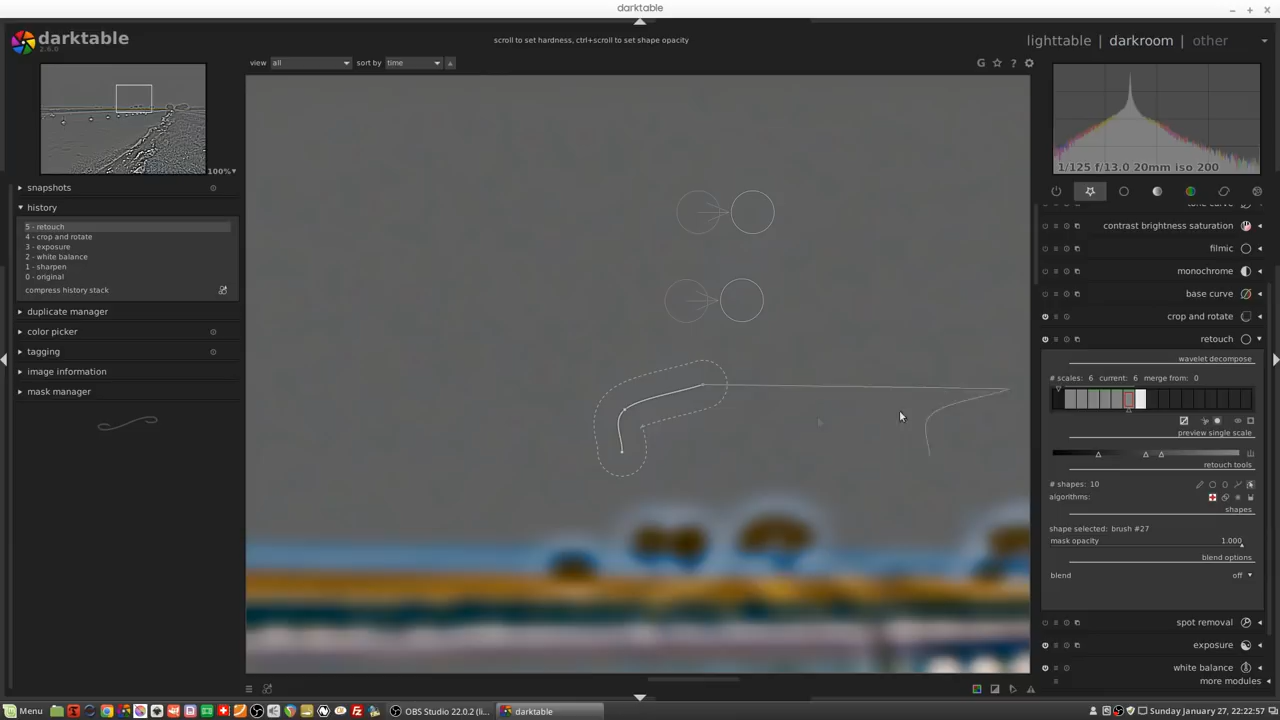 darktable
darktable
2.6.0
scroll to set hardness, ctrl+scroll to set shape opacity
lighttable | darkroom | other
view all sort by time
G ?
100%
1/125 f/13.0 20mm iso 200
snapshots
history
5 - retouch
4 - crop and rotate
3 - exposure
2 - white balance
1 - sharpen
0 - original
compress history stack
duplicate manager
color picker
tagging
image information
mask manager
contrast brightness saturation
filmic
monochrome
base curve
crop and rotate
retouch
wavelet decompose
# scales: 6 current: 6 merge from: 0
preview single scale
retouch tools
# shapes: 10
algorithms:
shapes
shape selected: brush #27
mask opacity 1.000
blend options
blend off
spot removal
exposure
white balance
more modules
Menu
OBS Studio 22.0.2 (li...
darktable
Sunday January 27, 22:22:57